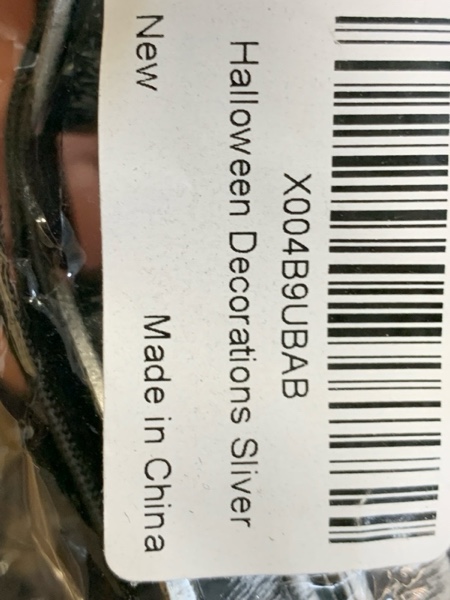 X004B9UBAB
Halloween Decorations Sliver
New
Made in China